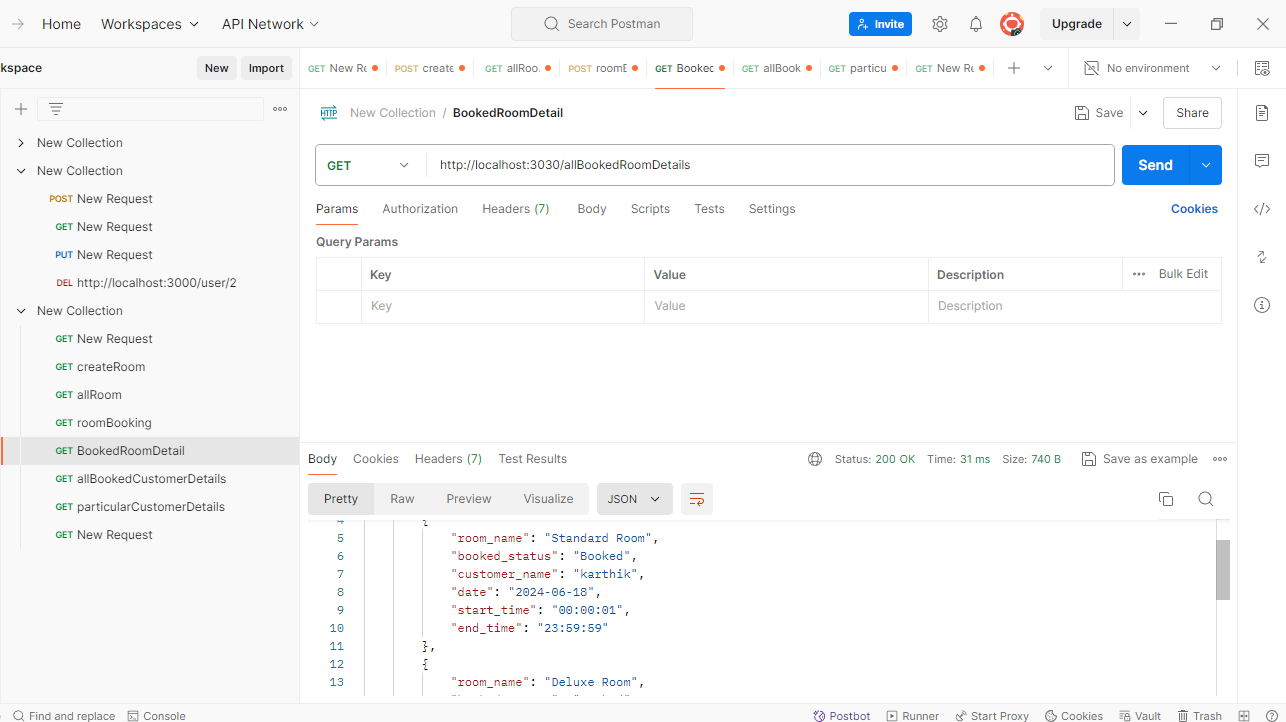 Home Workspaces API Network Search Postman Invite Upgrade
kspace New Import GET New Re POST create GET allRoo. POST roomE GET Bookec GET allBook GET particu GET New Re No environment
New Collection / BookedRoomDetail Save Share
New Collection
New Collection
POST New Request
GET New Request
PUT New Request
DEL http://localhost:3000/user/2
New Collection
GET New Request
GET createRoom
GET allRoom
GET roomBooking
GET BookedRoomDetail
GET allBookedCustomerDetails
GET particularCustomerDetails
GET New Request
GET http://localhost:3030/allBookedRoomDetails Send
Params Authorization Headers (7) Body Scripts Tests Settings Cookies
Query Params
Key Value Description Bulk Edit
Key Value Description
Body Cookies Headers (7) Test Results Status: 200 OK Time: 31 ms Size: 740 B Save as example
Pretty Raw Preview Visualize JSON
4 {
5 "room_name": "Standard Room",
6 "booked_status": "Booked",
7 "customer_name": "karthik",
8 "date": "2024-06-18",
9 "start_time": "00:00:01",
10 "end_time": "23:59:59"
11 },
12 {
13 "room_name": "Deluxe Room",
Find and replace Console Postbot Runner Start Proxy Cookies Vault Trash